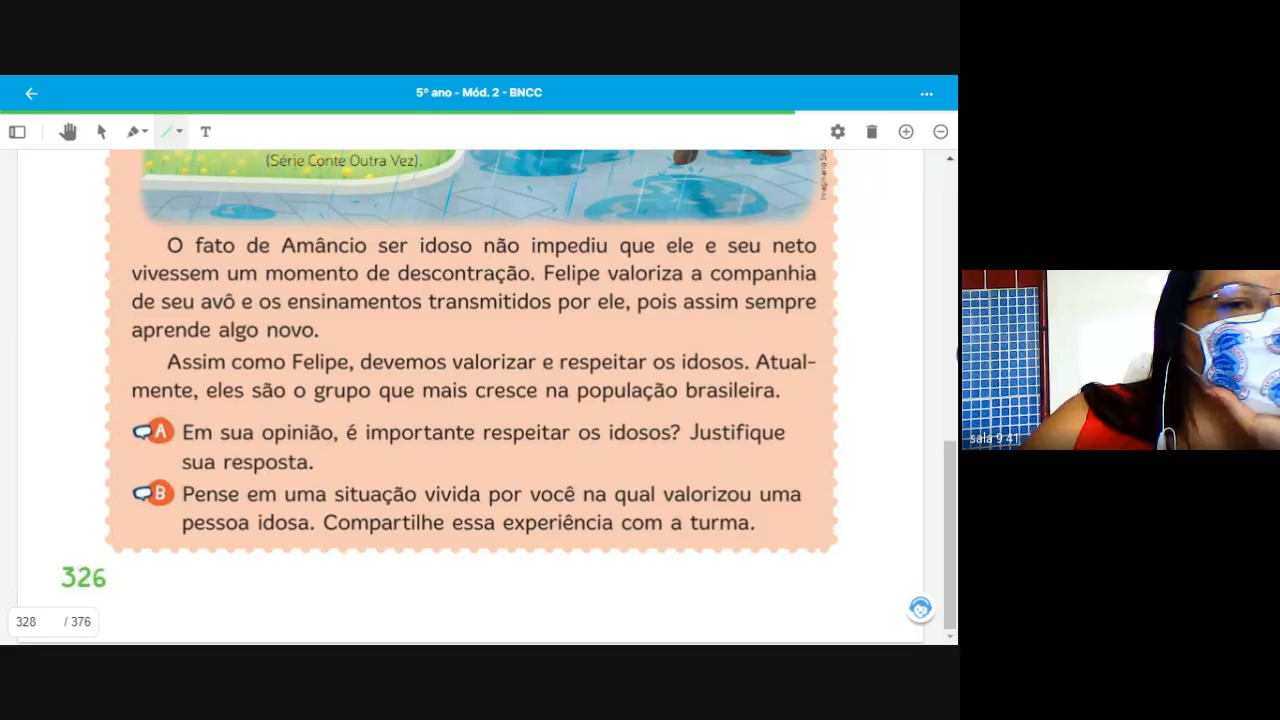 5º ano - Mód. 2 - BNCC
T
(Série Conte Outra Vez).
O fato de Amâncio ser idoso não impediu que ele e seu neto
vivessem um momento de descontração. Felipe valoriza a companhia
de seu avô e os ensinamentos transmitidos por ele, pois assim sempre
aprende algo novo.
Assim como Felipe, devemos valorizar e respeitar os idosos. Atual-
mente, eles são o grupo que mais cresce na população brasileira.
A Em sua opinião, é importante respeitar os idosos? Justifique
sua resposta.
B Pense em uma situação vivida por você na qual valorizou uma
pessoa idosa. Compartilhe essa experiência com a turma.
326
328 / 376
sala 9 41